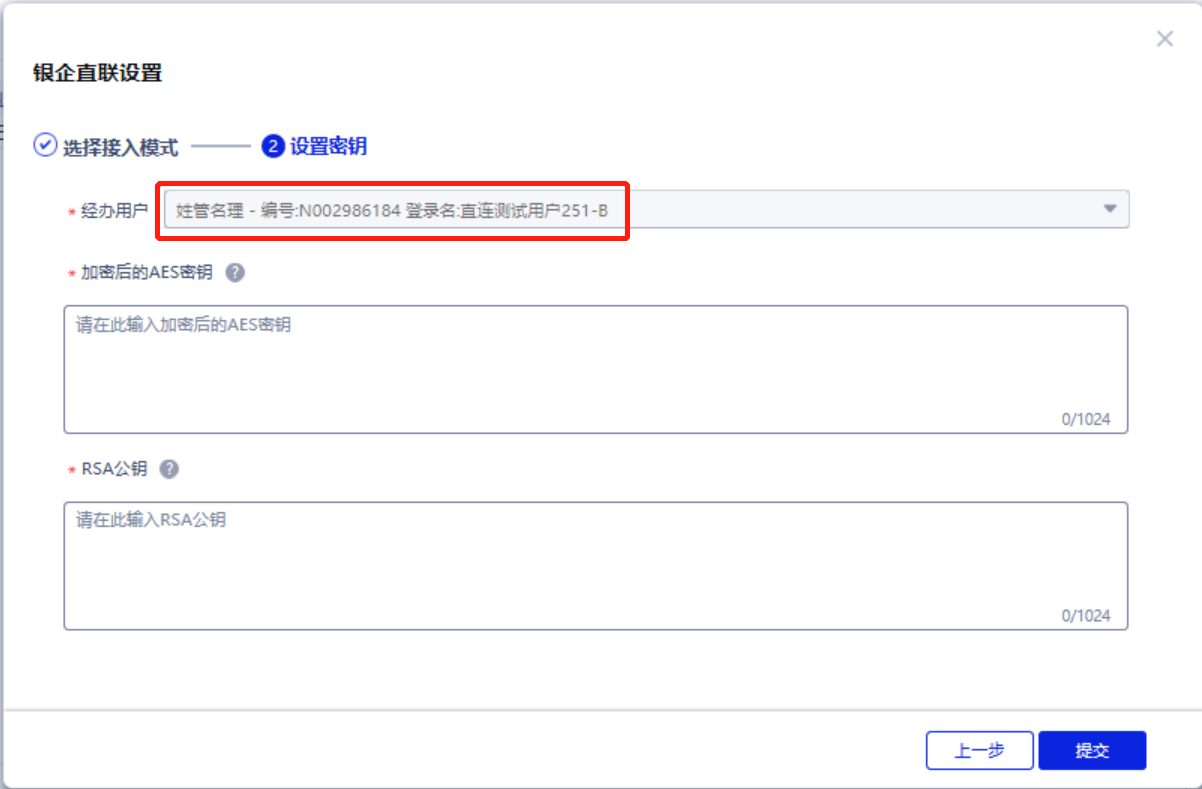 银企直联设置
选择接入模式 2 设置密钥
* 经办用户 姓管名理 - 编号:N002986184 登录名:直连测试用户251-B
* 加密后的AES密钥 ?
请在此输入加密后的AES密钥
0/1024
* RSA公钥 ?
请在此输入RSA公钥
0/1024
上一步 提交